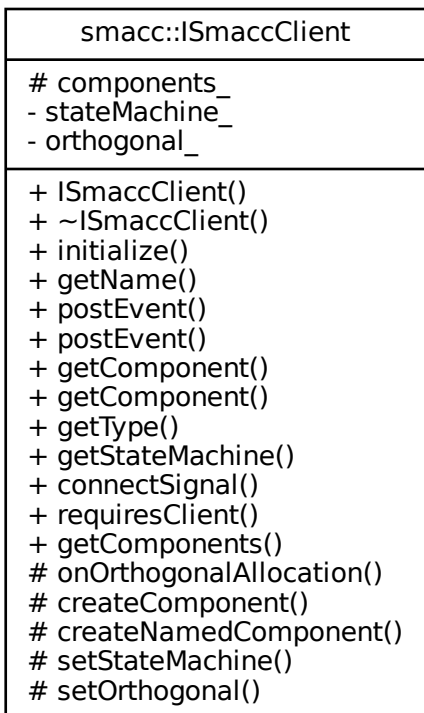 smacc::ISmaccClient
# components_
- stateMachine_
- orthogonal_
+ ISmaccClient()
+ ~ISmaccClient()
+ initialize()
+ getName()
+ postEvent()
+ postEvent()
+ getComponent()
+ getComponent()
+ getType()
+ getStateMachine()
+ connectSignal()
+ requiresClient()
+ getComponents()
# onOrthogonalAllocation()
# createComponent()
# createNamedComponent()
# setStateMachine()
# setOrthogonal()